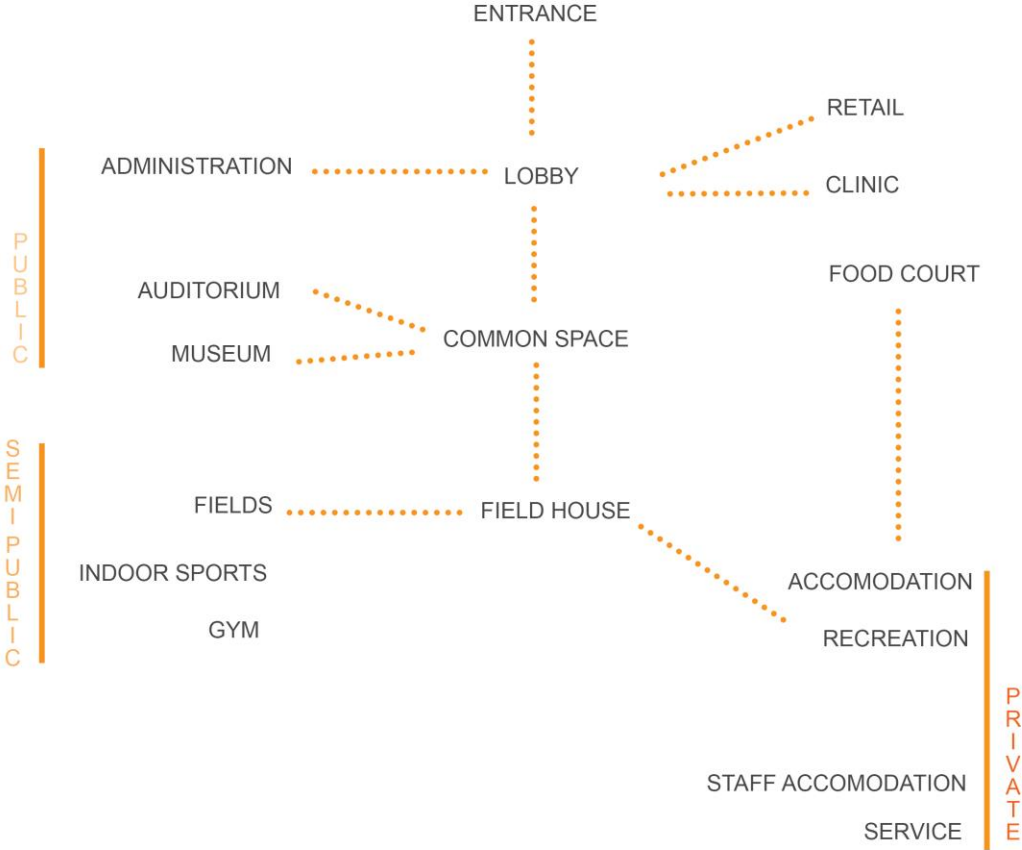 ENTRANCE
RETAIL
ADMINISTRATION
LOBBY
CLINIC
PUBLIC
FOOD COURT
AUDITORIUM
COMMON SPACE
MUSEUM
SEMI PUBLIC
FIELDS
FIELD HOUSE
INDOOR SPORTS
ACCOMODATION
GYM
RECREATION
PRIVATE
STAFF ACCOMODATION
SERVICE